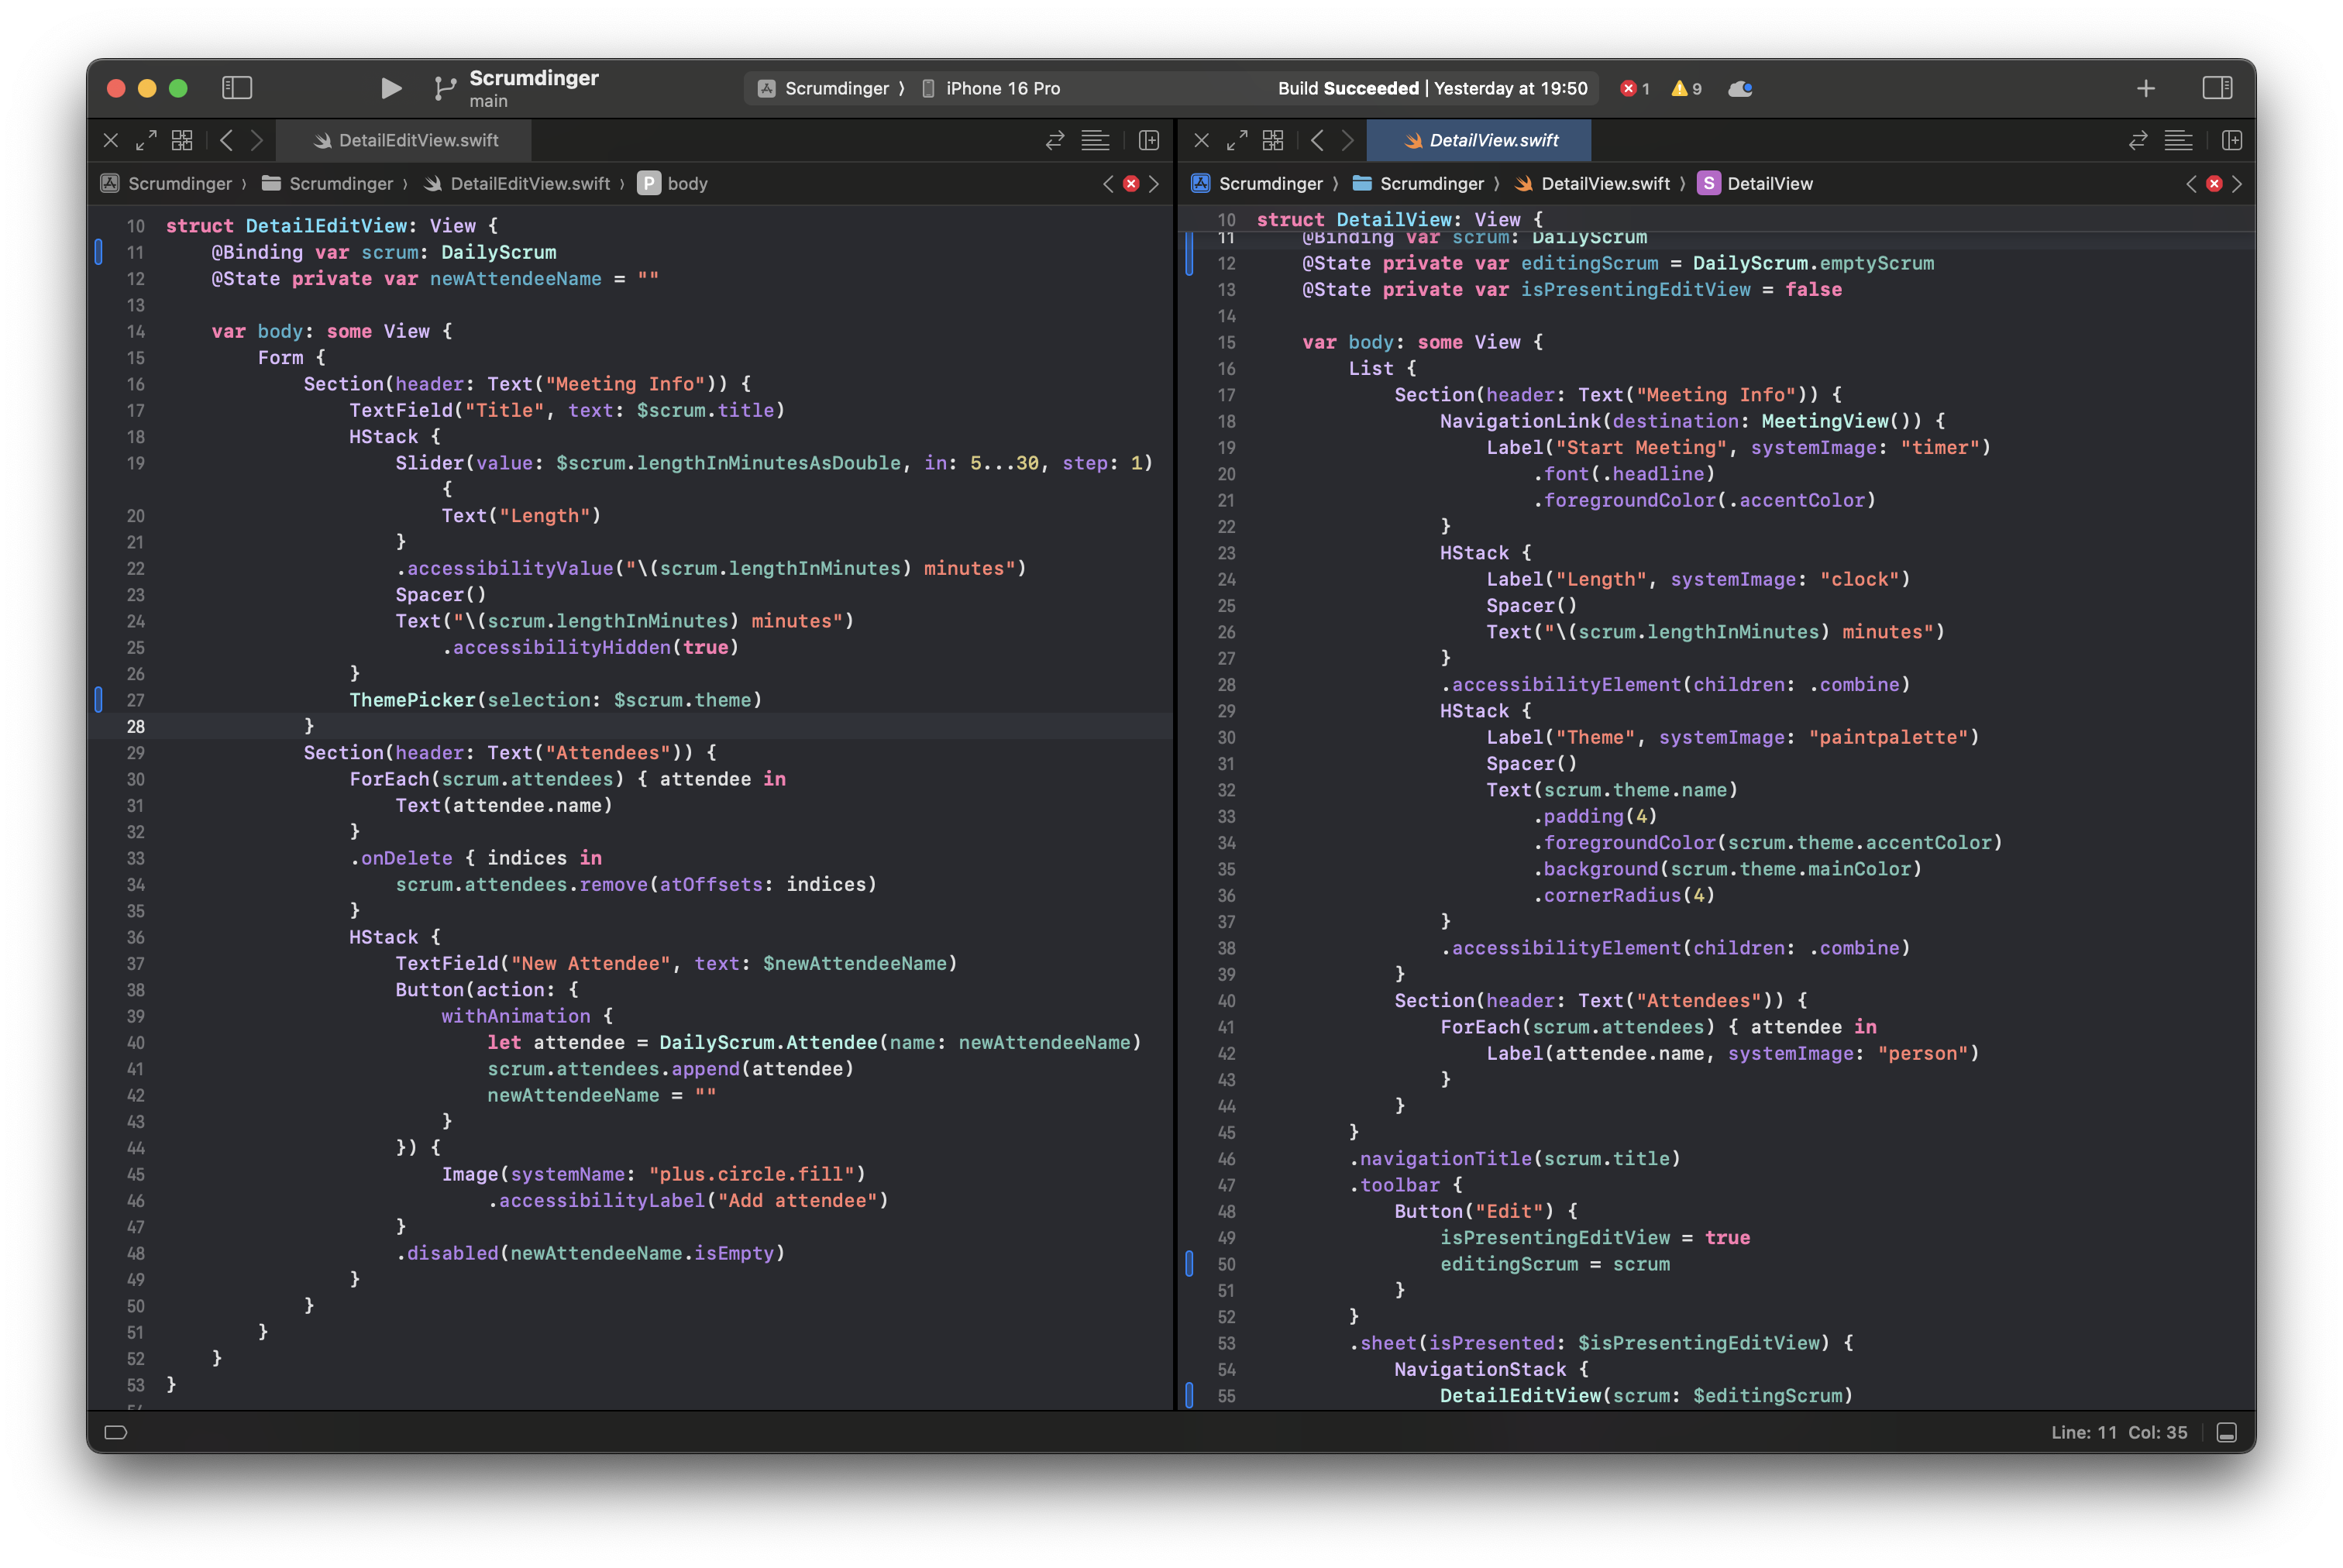 Scrumdinger
main
Scrumdinger 〉 iPhone 16 Pro
Build Succeeded | Yesterday at 19:50
1
9
DetailEditView.swift
Scrumdinger 〉 Scrumdinger 〉 DetailEditView.swift 〉 P body
10 struct DetailEditView: View {
11 @Binding var scrum: DailyScrum
12 @State private var newAttendeeName = ""
13
14 var body: some View {
15 Form {
16 Section(header: Text("Meeting Info")) {
17 TextField("Title", text: $scrum.title)
18 HStack {
19 Slider(value: $scrum.lengthInMinutesAsDouble, in: 5...30, step: 1)
{
20 Text("Length")
21 }
22 .accessibilityValue("\(scrum.lengthInMinutes) minutes")
23 Spacer()
24 Text("\(scrum.lengthInMinutes) minutes")
25 .accessibilityHidden(true)
26 }
27 ThemePicker(selection: $scrum.theme)
28 }
29 Section(header: Text("Attendees")) {
30 ForEach(scrum.attendees) { attendee in
31 Text(attendee.name)
32 }
33 .onDelete { indices in
34 scrum.attendees.remove(atOffsets: indices)
35 }
36 HStack {
37 TextField("New Attendee", text: $newAttendeeName)
38 Button(action: {
39 withAnimation {
40 let attendee = DailyScrum.Attendee(name: newAttendeeName)
41 scrum.attendees.append(attendee)
42 newAttendeeName = ""
43 }
44 }) {
45 Image(systemName: "plus.circle.fill")
46 .accessibilityLabel("Add attendee")
47 }
48 .disabled(newAttendeeName.isEmpty)
49 }
50 }
51 }
52 }
53 }
DetailView.swift
Scrumdinger 〉 Scrumdinger 〉 DetailView.swift 〉 S DetailView
10 struct DetailView: View {
11 @Binding var scrum: DailyScrum
12 @State private var editingScrum = DailyScrum.emptyScrum
13 @State private var isPresentingEditView = false
14
15 var body: some View {
16 List {
17 Section(header: Text("Meeting Info")) {
18 NavigationLink(destination: MeetingView()) {
19 Label("Start Meeting", systemImage: "timer")
20 .font(.headline)
21 .foregroundColor(.accentColor)
22 }
23 HStack {
24 Label("Length", systemImage: "clock")
25 Spacer()
26 Text("\(scrum.lengthInMinutes) minutes")
27 }
28 .accessibilityElement(children: .combine)
29 HStack {
30 Label("Theme", systemImage: "paintpalette")
31 Spacer()
32 Text(scrum.theme.name)
33 .padding(4)
34 .foregroundColor(scrum.theme.accentColor)
35 .background(scrum.theme.mainColor)
36 .cornerRadius(4)
37 }
38 .accessibilityElement(children: .combine)
39 }
40 Section(header: Text("Attendees")) {
41 ForEach(scrum.attendees) { attendee in
42 Label(attendee.name, systemImage: "person")
43 }
44 }
45 }
46 .navigationTitle(scrum.title)
47 .toolbar {
48 Button("Edit") {
49 isPresentingEditView = true
50 editingScrum = scrum
51 }
52 }
53 .sheet(isPresented: $isPresentingEditView) {
54 NavigationStack {
55 DetailEditView(scrum: $editingScrum)
Line: 11 Col: 35